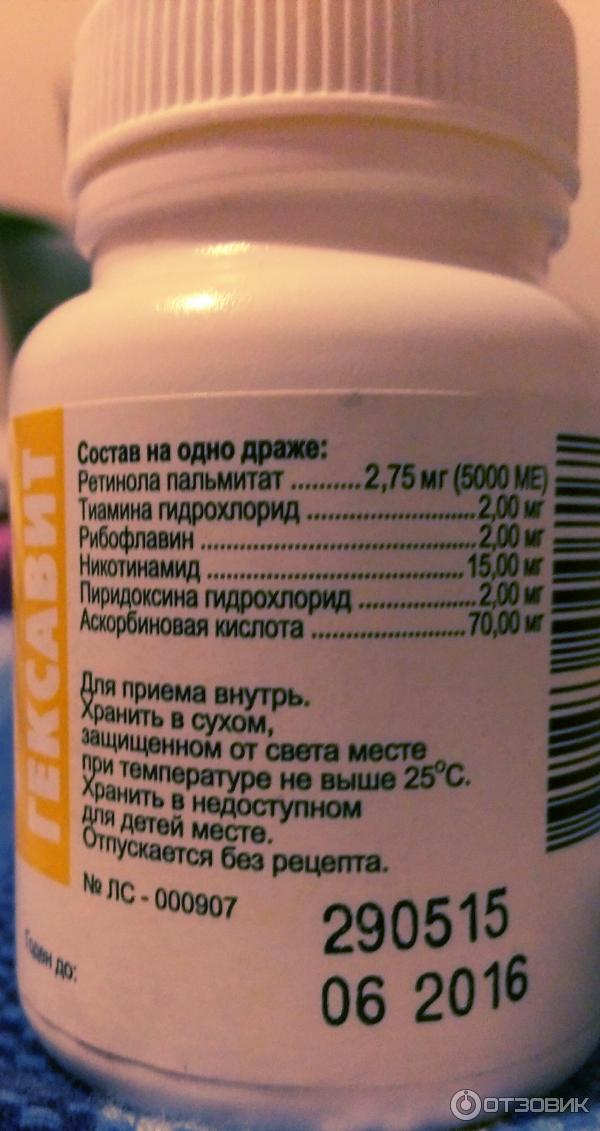 ГЕКСАВИТ
Состав на одно драже:
Ретинола пальмитат ..........2,75 мг (5000 МЕ)
Тиамина гидрохлорид ........................2,00 мг
Рибофлавин .......................................2,00 мг
Никотинамид .....................................15,00 мг
Пиридоксина гидрохлорид .................2,00 мг
Аскорбиновая кислота ......................70,00 мг
Для приема внутрь.
Хранить в сухом,
защищенном от света месте
при температуре не выше 25°С.
Хранить в недоступном
для детей месте.
Отпускается без рецепта.
№ ЛС - 000907
290515
Годен до:
06 2016
ОТЗОВИК